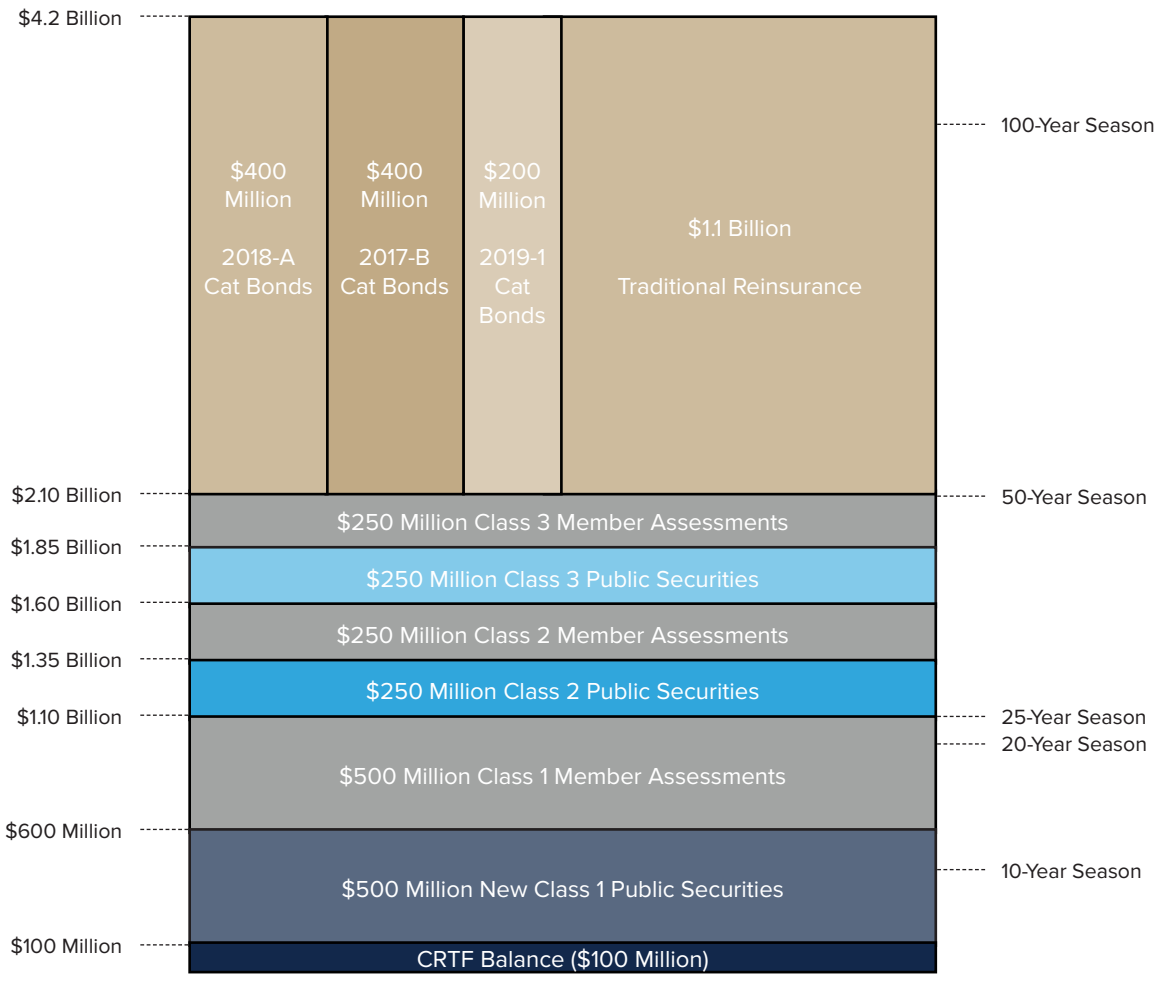 $4.2 Billion
100-Year Season
$400
Million
2018-A
Cat Bonds
$400
Million
2017-B
Cat Bonds
$200
Million
2019-1
Cat
Bonds
$1.1 Billion
Traditional Reinsurance
$2.10 Billion
50-Year Season
$250 Million Class 3 Member Assessments
$1.85 Billion
$250 Million Class 3 Public Securities
$1.60 Billion
$250 Million Class 2 Member Assessments
$1.35 Billion
$250 Million Class 2 Public Securities
$1.10 Billion
25-Year Season
20-Year Season
$500 Million Class 1 Member Assessments
$600 Million
10-Year Season
$500 Million New Class 1 Public Securities
$100 Million
CRTF Balance ($100 Million)